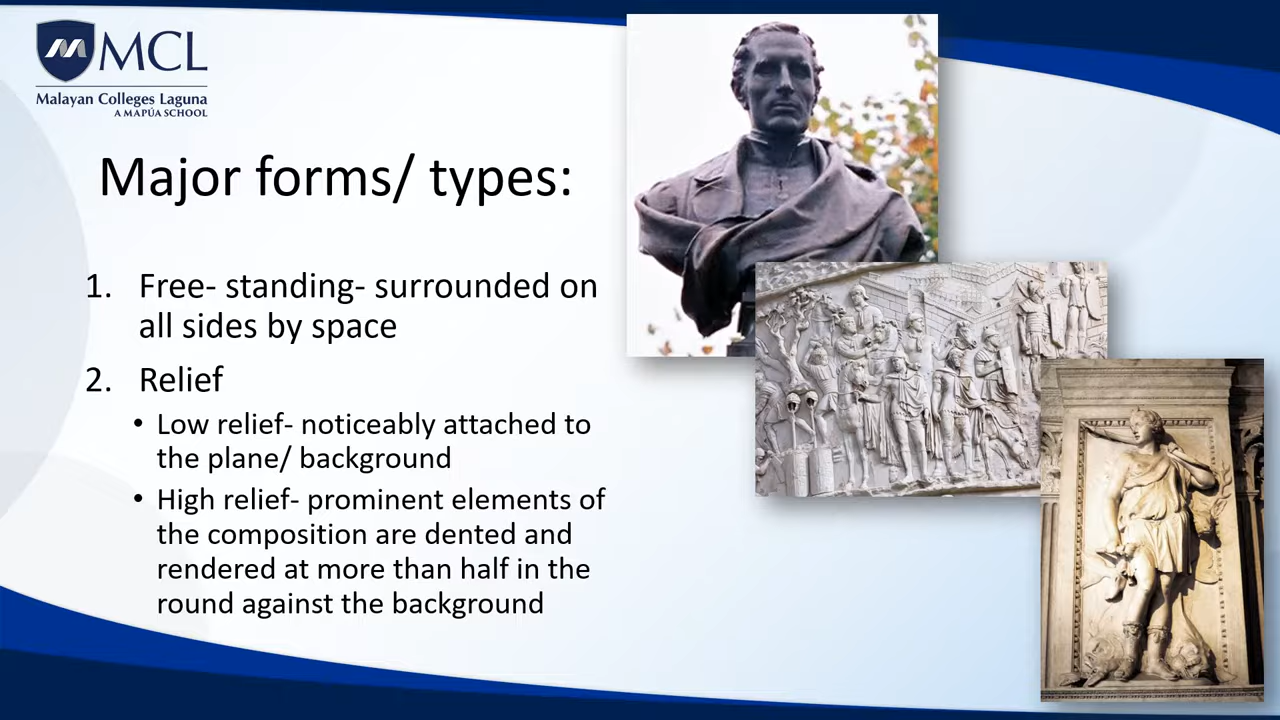 MCL
Malayan Colleges Laguna
A MAPÚA SCHOOL
Major forms/ types:
1. Free- standing- surrounded on
all sides by space
2. Relief
• Low relief- noticeably attached to
the plane/ background
• High relief- prominent elements of
the composition are dented and
rendered at more than half in the
round against the background